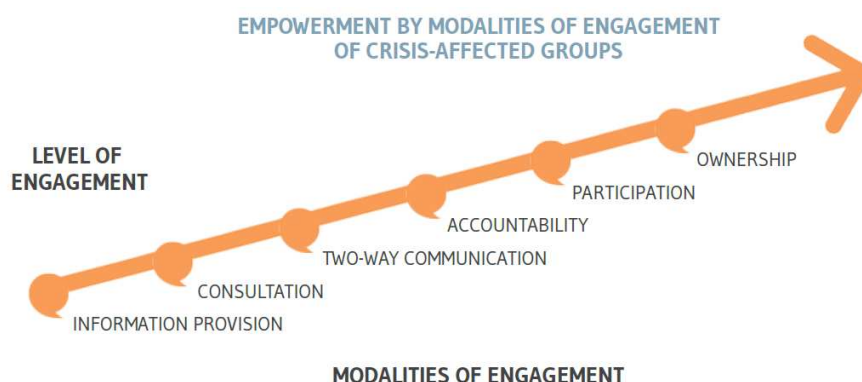 EMPOWERMENT BY MODALITIES OF ENGAGEMENT
OF CRISIS-AFFECTED GROUPS
LEVEL OF
ENGAGEMENT
OWNERSHIP
PARTICIPATION
ACCOUNTABILITY
TWO-WAY COMMUNICATION
CONSULTATION
INFORMATION PROVISION
MODALITIES OF ENGAGEMENT